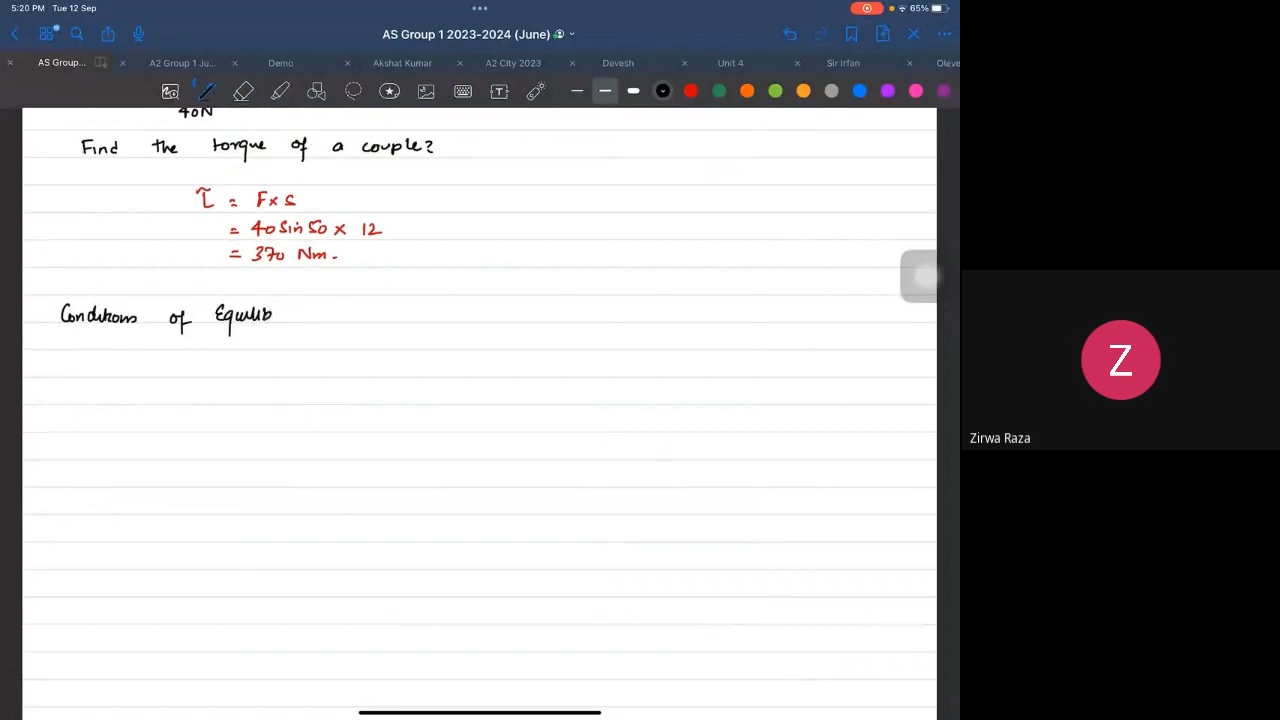 5:20 PM Tue 12 Sep
65%
AS Group 1 2023-2024 (June)
AS Group...
A2 Group 1 Ju...
Demo
Akshat Kumar
A2 City 2023
Devesh
Unit 4
Sir Irfan
Oleve
40N
Find the torque of a couple?
τ = F × s
= 40 Sin 50 × 12
= 370 Nm.
Conditions of Equilib
Z
Zirwa Raza